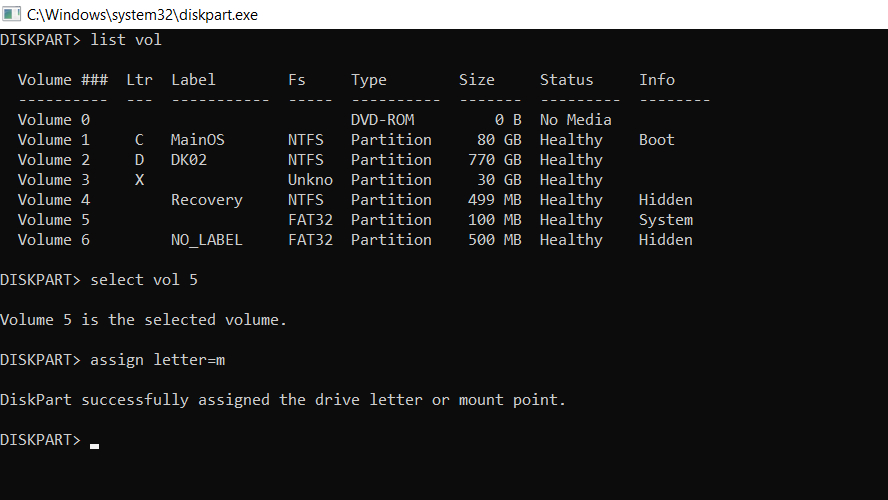 C:\Windows\system32\diskpart.exe
DISKPART> list vol
  Volume ###  Ltr  Label        Fs     Type        Size     Status     Info
  ----------  ---  -----------  -----  ----------  -------  ---------  --------
  Volume 0                             DVD-ROM         0 B  No Media
  Volume 1     C   MainOS       NTFS   Partition     80 GB  Healthy    Boot
  Volume 2     D   DK02         NTFS   Partition    770 GB  Healthy
  Volume 3     X                Unkno  Partition     30 GB  Healthy
  Volume 4         Recovery     NTFS   Partition    499 MB  Healthy    Hidden
  Volume 5                      FAT32  Partition    100 MB  Healthy    System
  Volume 6         NO_LABEL     FAT32  Partition    500 MB  Healthy    Hidden
DISKPART> select vol 5
Volume 5 is the selected volume.
DISKPART> assign letter=m
DiskPart successfully assigned the drive letter or mount point.
DISKPART>